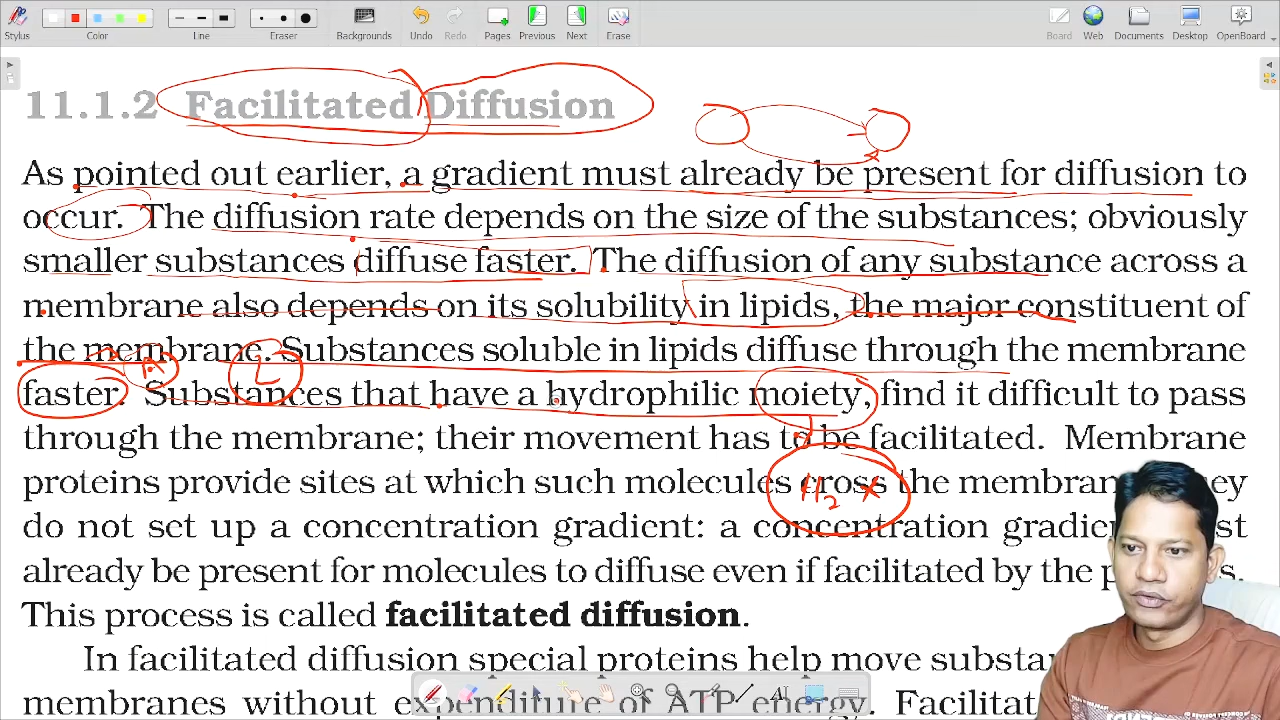 Stylus Color Line Eraser Backgrounds Undo Redo Pages Previous Next Erase Board Web Documents Desktop OpenBoard
11.1.2 Facilitated Diffusion
As pointed out earlier, a gradient must already be present for diffusion to
occur. The diffusion rate depends on the size of the substances; obviously
smaller substances diffuse faster. The diffusion of any substance across a
membrane also depends on its solubility in lipids, the major constituent of
the membrane. Substances soluble in lipids diffuse through the membrane
L
faster. Substances that have a hydrophilic moiety, find it difficult to pass
through the membrane; their movement has to be facilitated. Membrane
proteins provide sites at which such molecules cross the membran
H2
do not set up a concentration gradient: a concentration gradien
already be present for molecules to diffuse even if facilitated by the p
This process is called facilitated diffusion.
In facilitated diffusion special proteins help move substan
membranes without expenditure of ATP energy. Facilitat